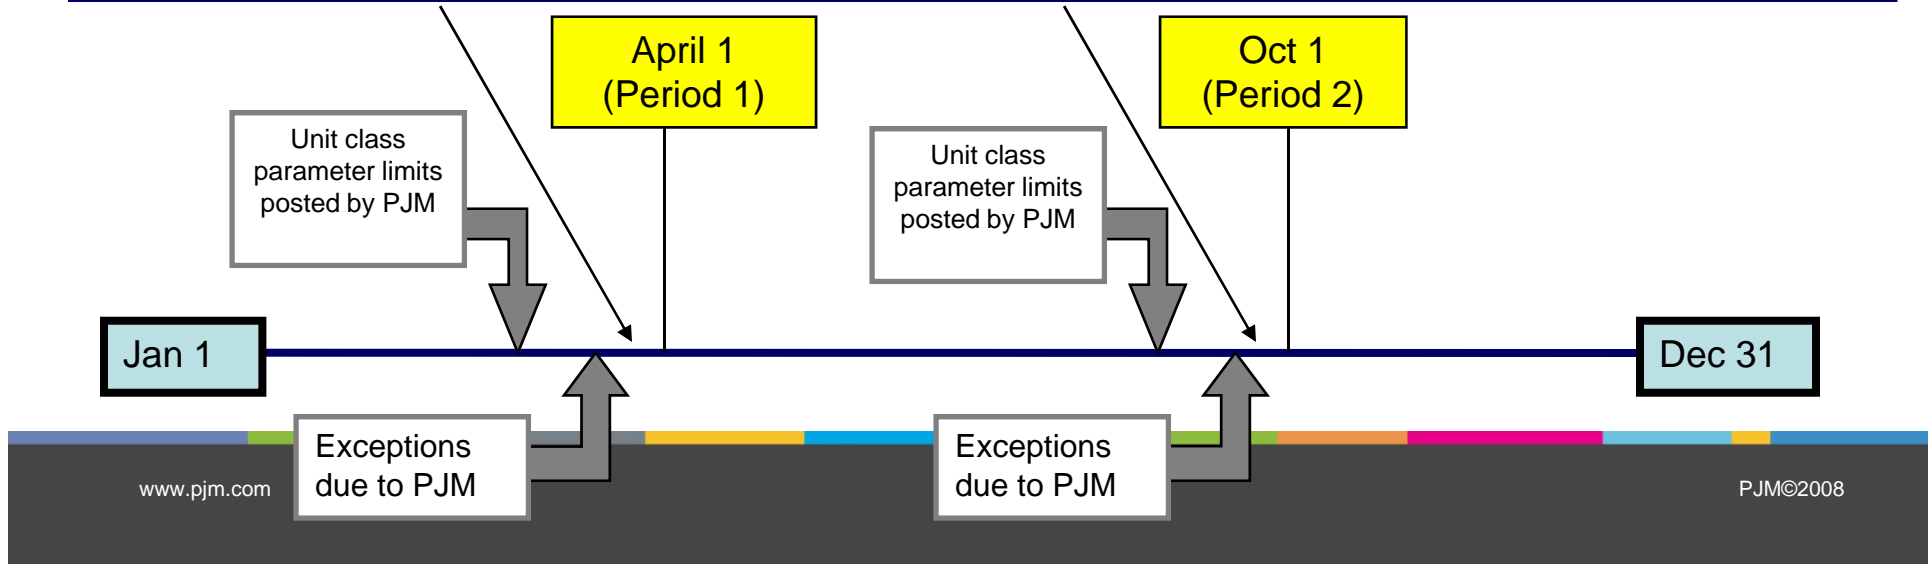 April 1
(Period 1)
Oct 1
(Period 2)
Unit class
parameter limits
posted by PJM
Unit class
parameter limits
posted by PJM
Jan 1
Dec 31
Exceptions
due to PJM
Exceptions
due to PJM
www.pjm.com
PJM©2008